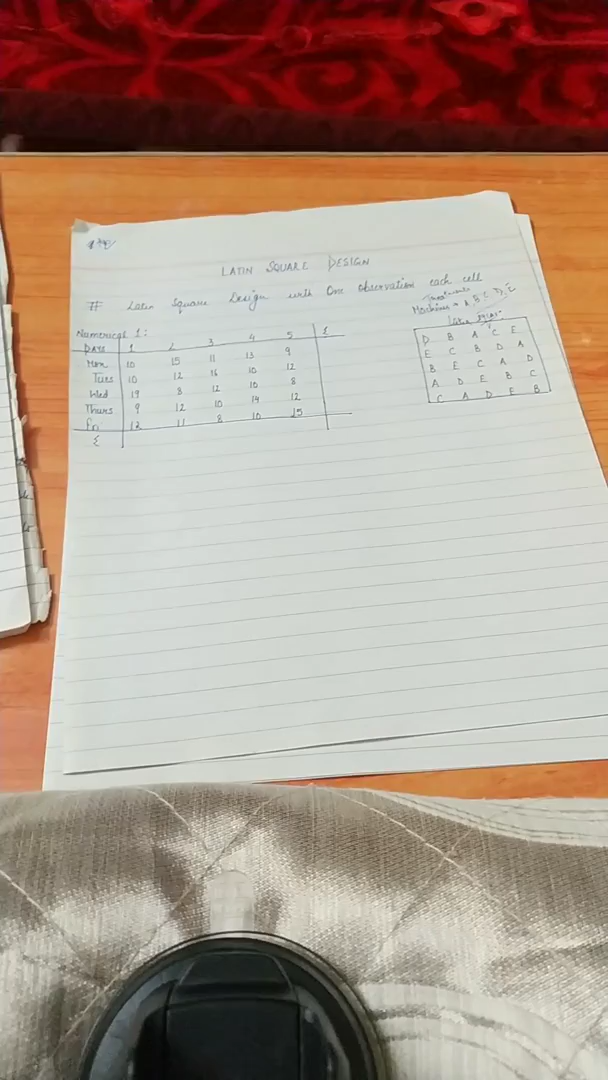 LATIN SQUARE DESIGN
# Latin Square Design with One observation each cell
Treatments
Machines = A, B, C, D, E
Numerical 1:
DAYS 1 2 3 4 5 Σ
Mon 10 15 11 13 9
Tues 10 12 16 10 12
Wed 19 8 12 10 8
Thurs 9 12 10 14 12
Fri 12 11 8 10 15
Σ
D B A C E
E C B D A
B E C A D
A D E B C
C A D E B